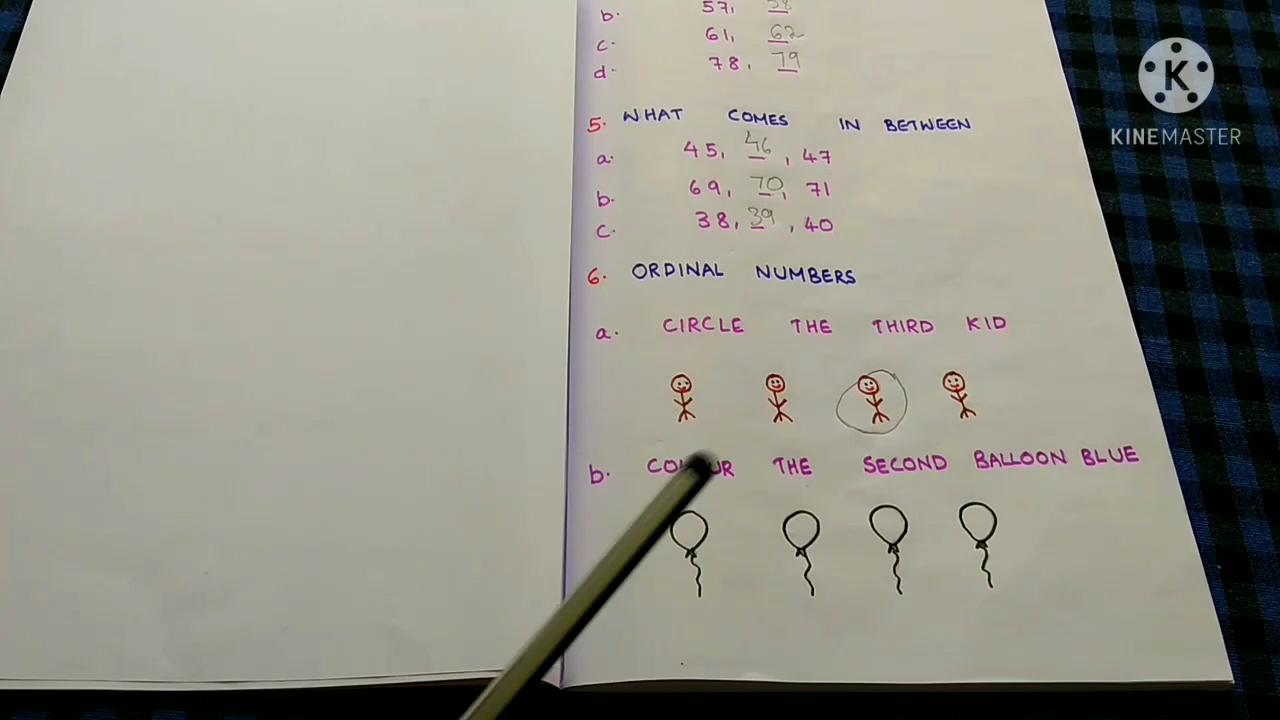 b. 57, 58
c. 61, 62
d. 78, 79
5. WHAT COMES IN BETWEEN
a. 45, 46, 47
b. 69, 70, 71
c. 38, 39, 40
6. ORDINAL NUMBERS
a. CIRCLE THE THIRD KID
b. COLOUR THE SECOND BALLOON BLUE
K
KINEMASTER